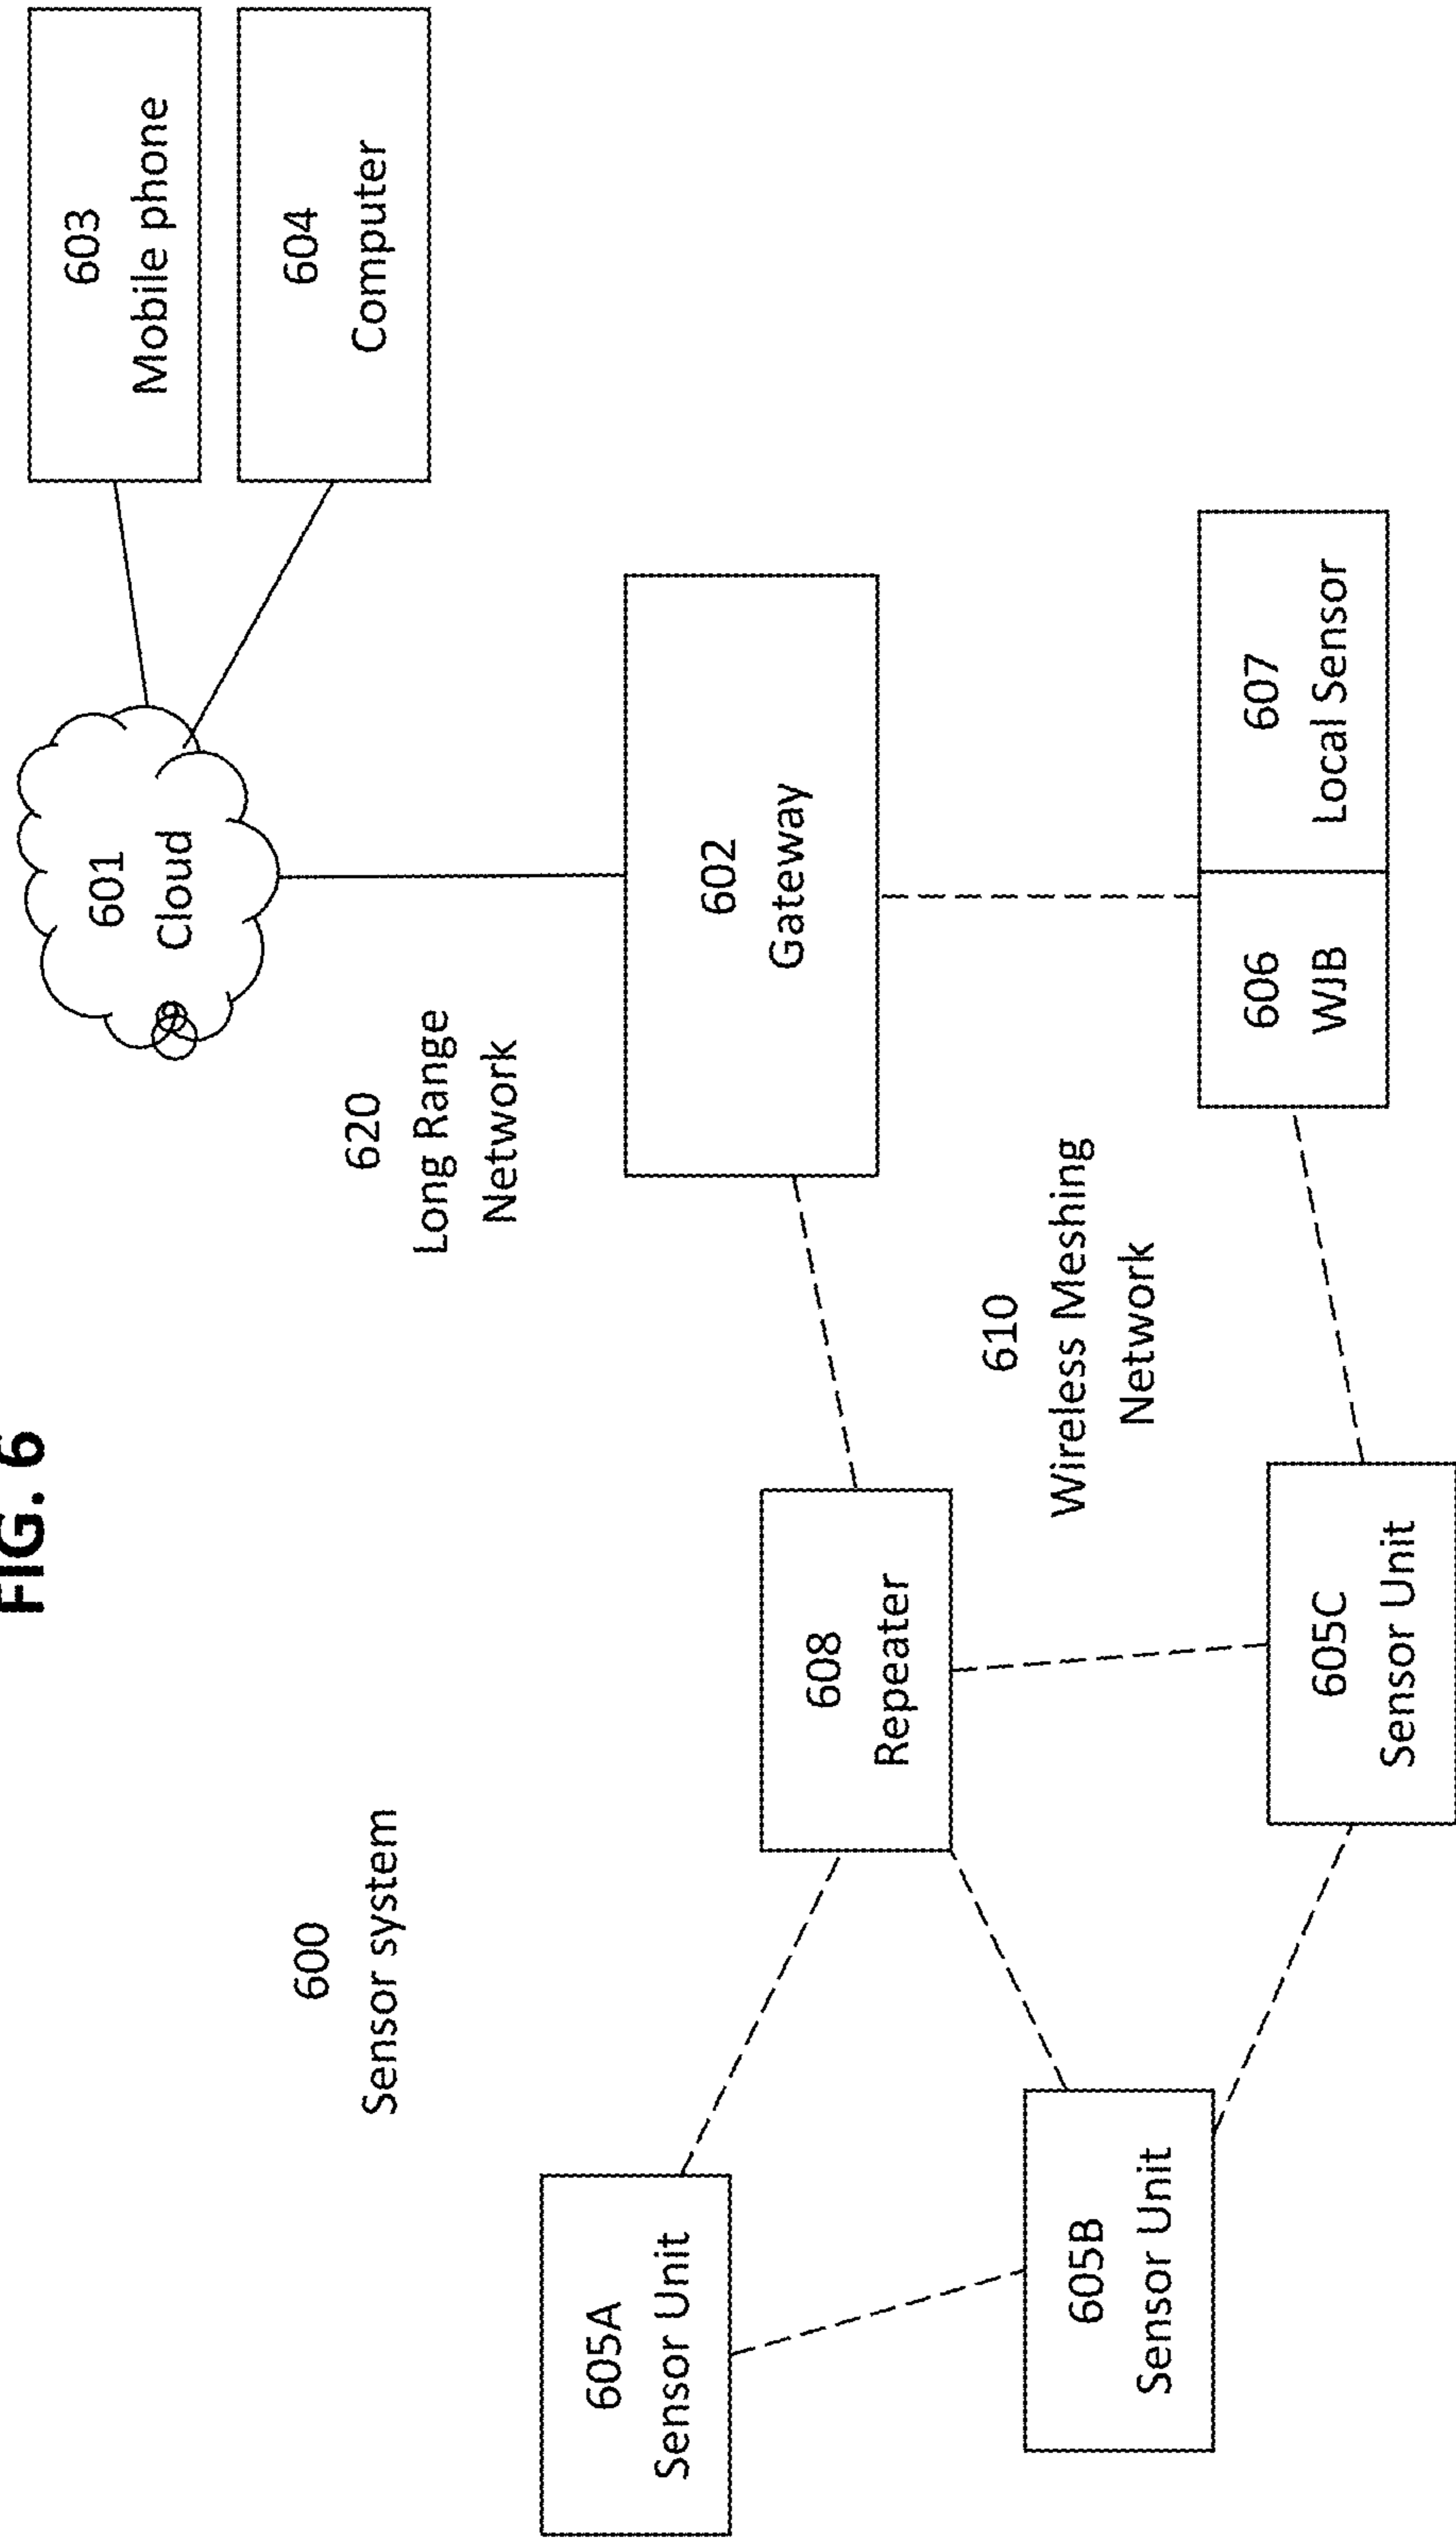 FIG. 6
600
Sensor system
601
Cloud
603
Mobile phone
604
Computer
620
Long Range
Network
602
Gateway
605A
Sensor Unit
608
Repeater
610
Wireless Meshing
Network
605B
Sensor Unit
605C
Sensor Unit
606
WJB
607
Local Sensor